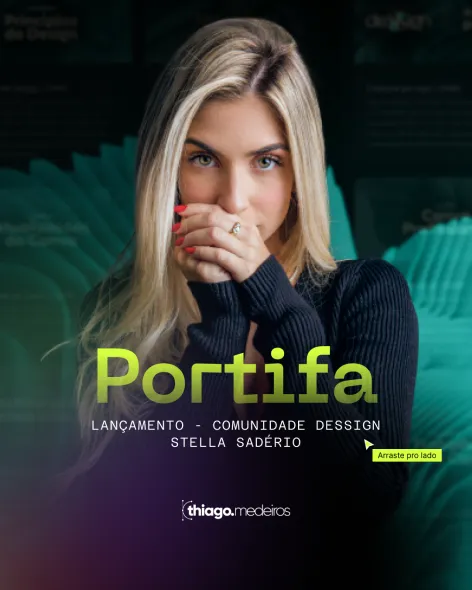 Portifa
LANÇAMENTO - COMUNIDADE DESSIGN
STELLA SADÉRIO
Arraste pro lado
thiago.medeiros